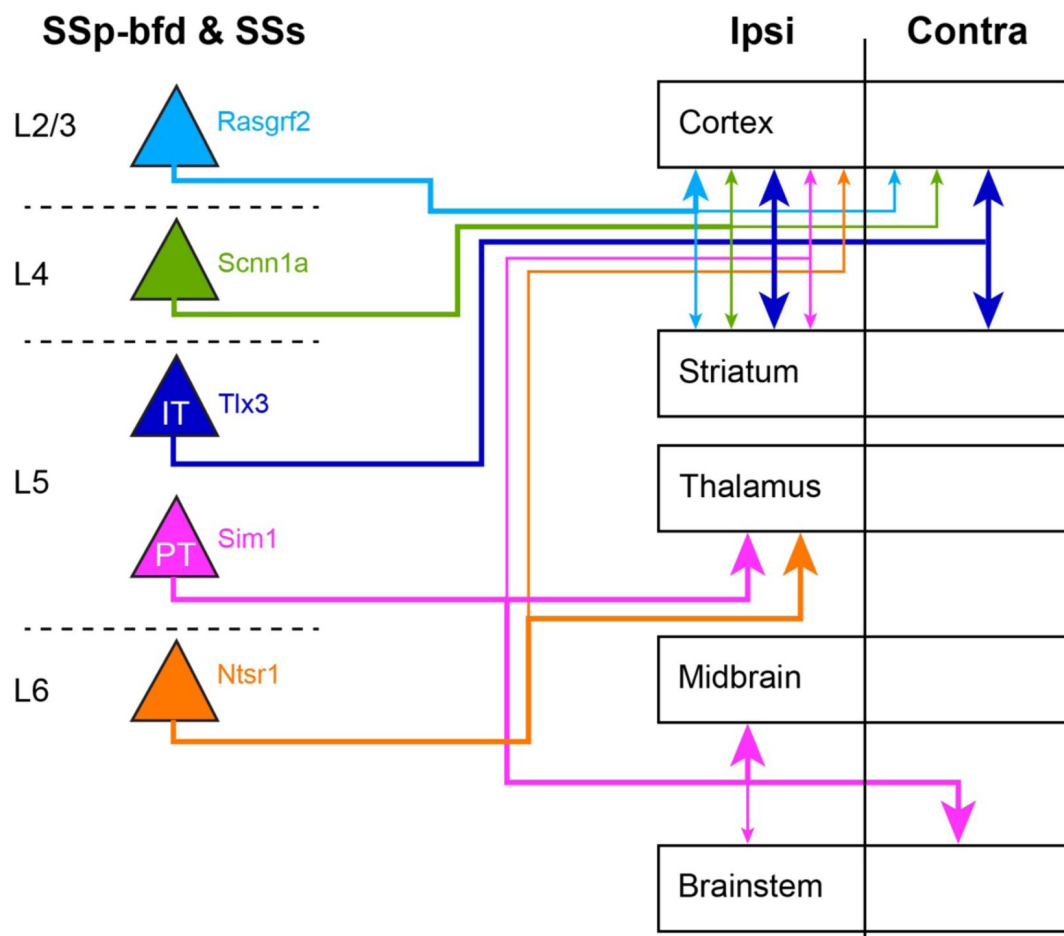 SSp-bfd & SSs
Ipsi
Contra
L2/3
Rasgrf2
Cortex
L4
Scnn1a
Striatum
IT
Tlx3
L5
Thalamus
PT
Sim1
L6
Ntsr1
Midbrain
Brainstem